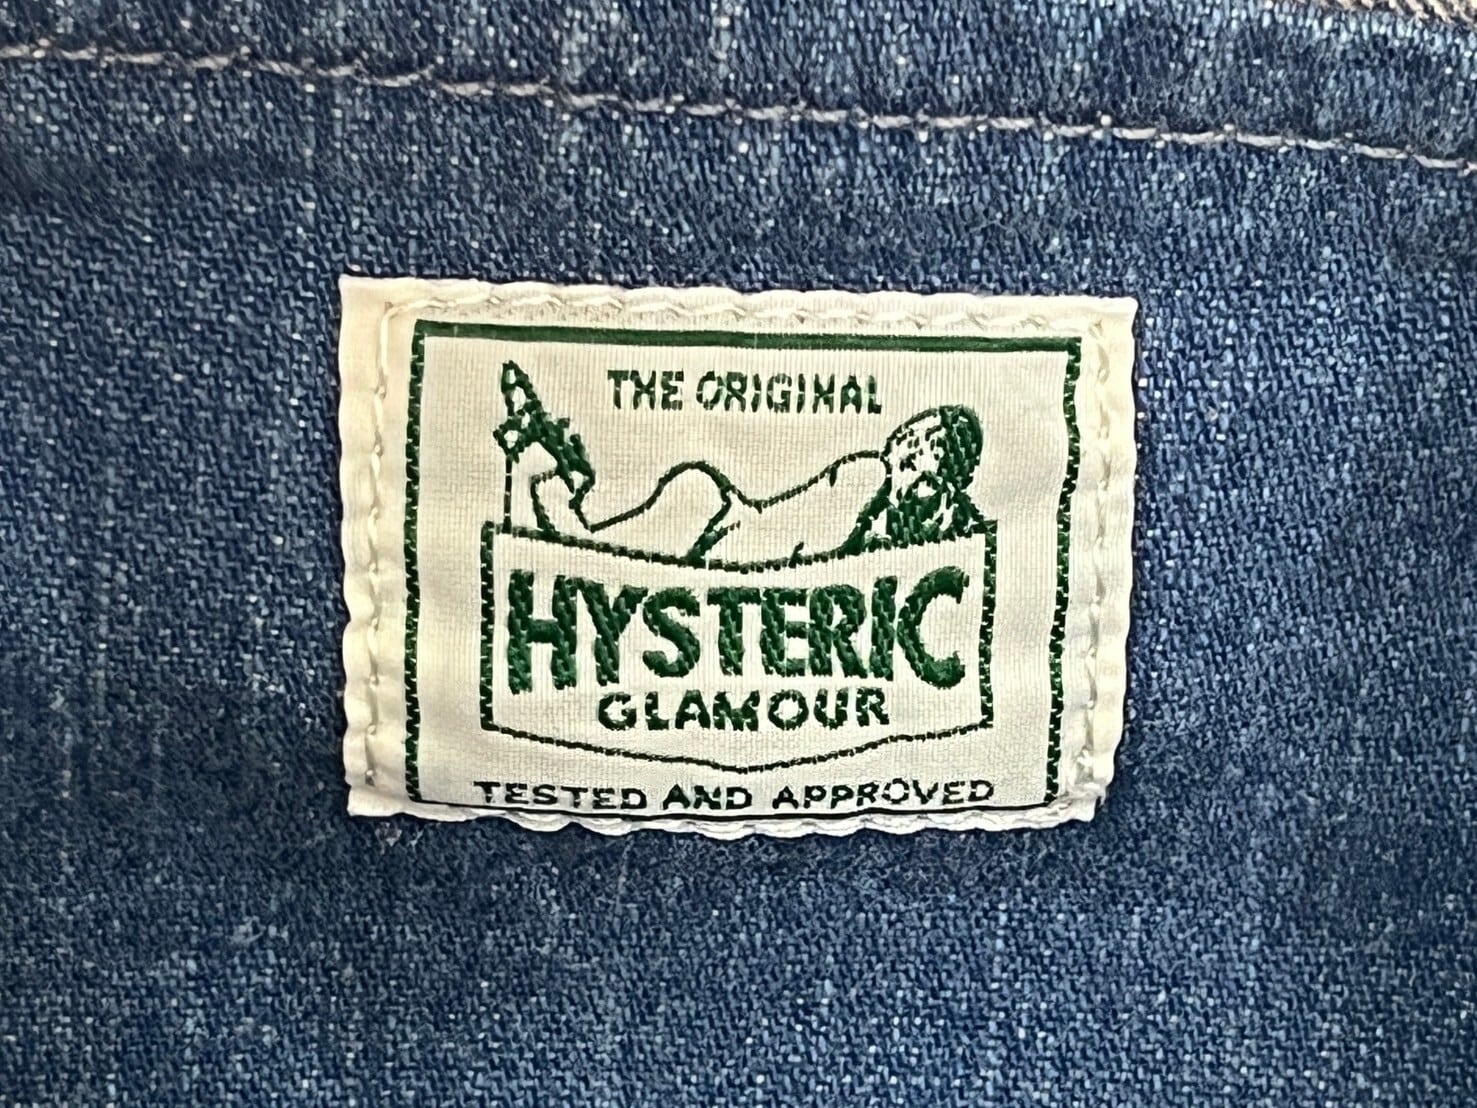 THE ORIGINAL
HYSTERIC
GLAMOUR
TESTED AND APPROVED